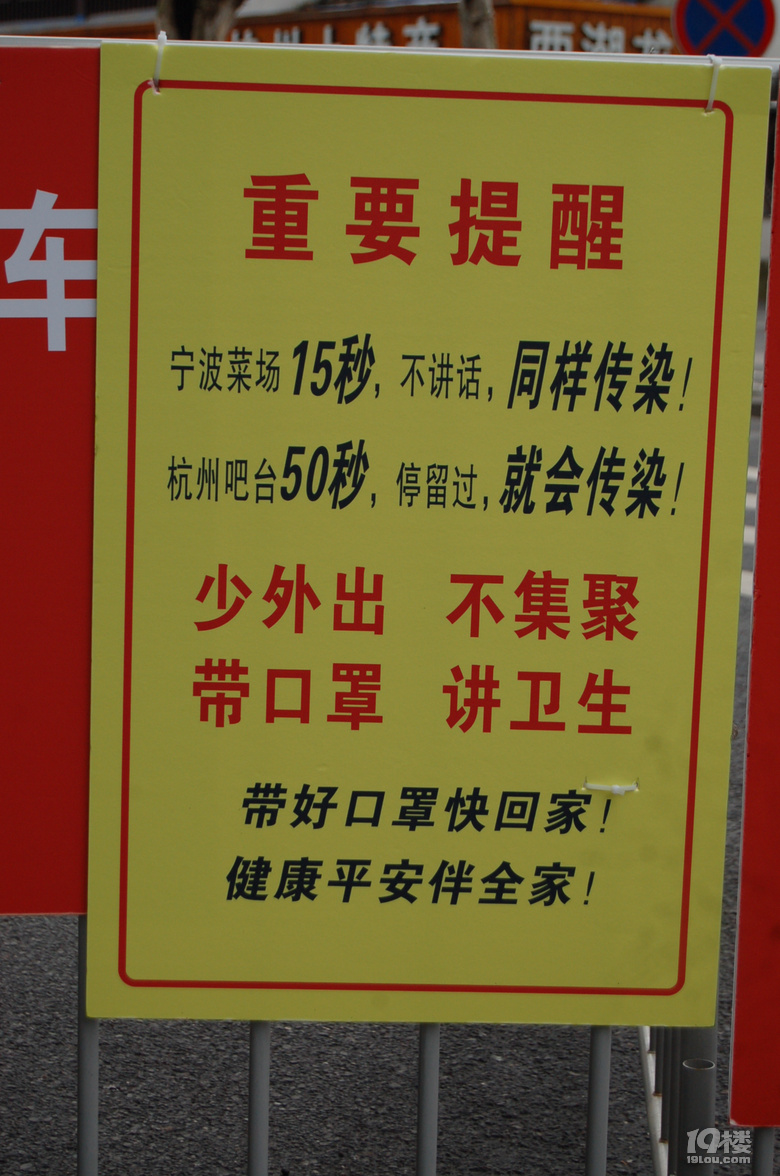 西湖龙
车
重要提醒
宁波菜场15秒，不讲话，同样传染！
杭州吧台50秒，停留过，就会传染！
少外出 不集聚
带口罩 讲卫生
带好口罩快回家！
健康平安伴全家！
19楼
19lou.com